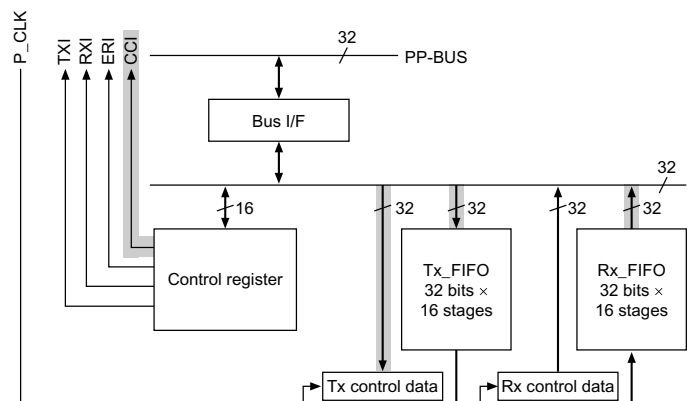 P_CLK
TXI
RXI
ERI
CCI
32
PP-BUS
Bus I/F
32
16
32
32
32
32
Control register
Tx_FIFO
32 bits ×
16 stages
Rx_FIFO
32 bits ×
16 stages
Tx control data
Rx control data